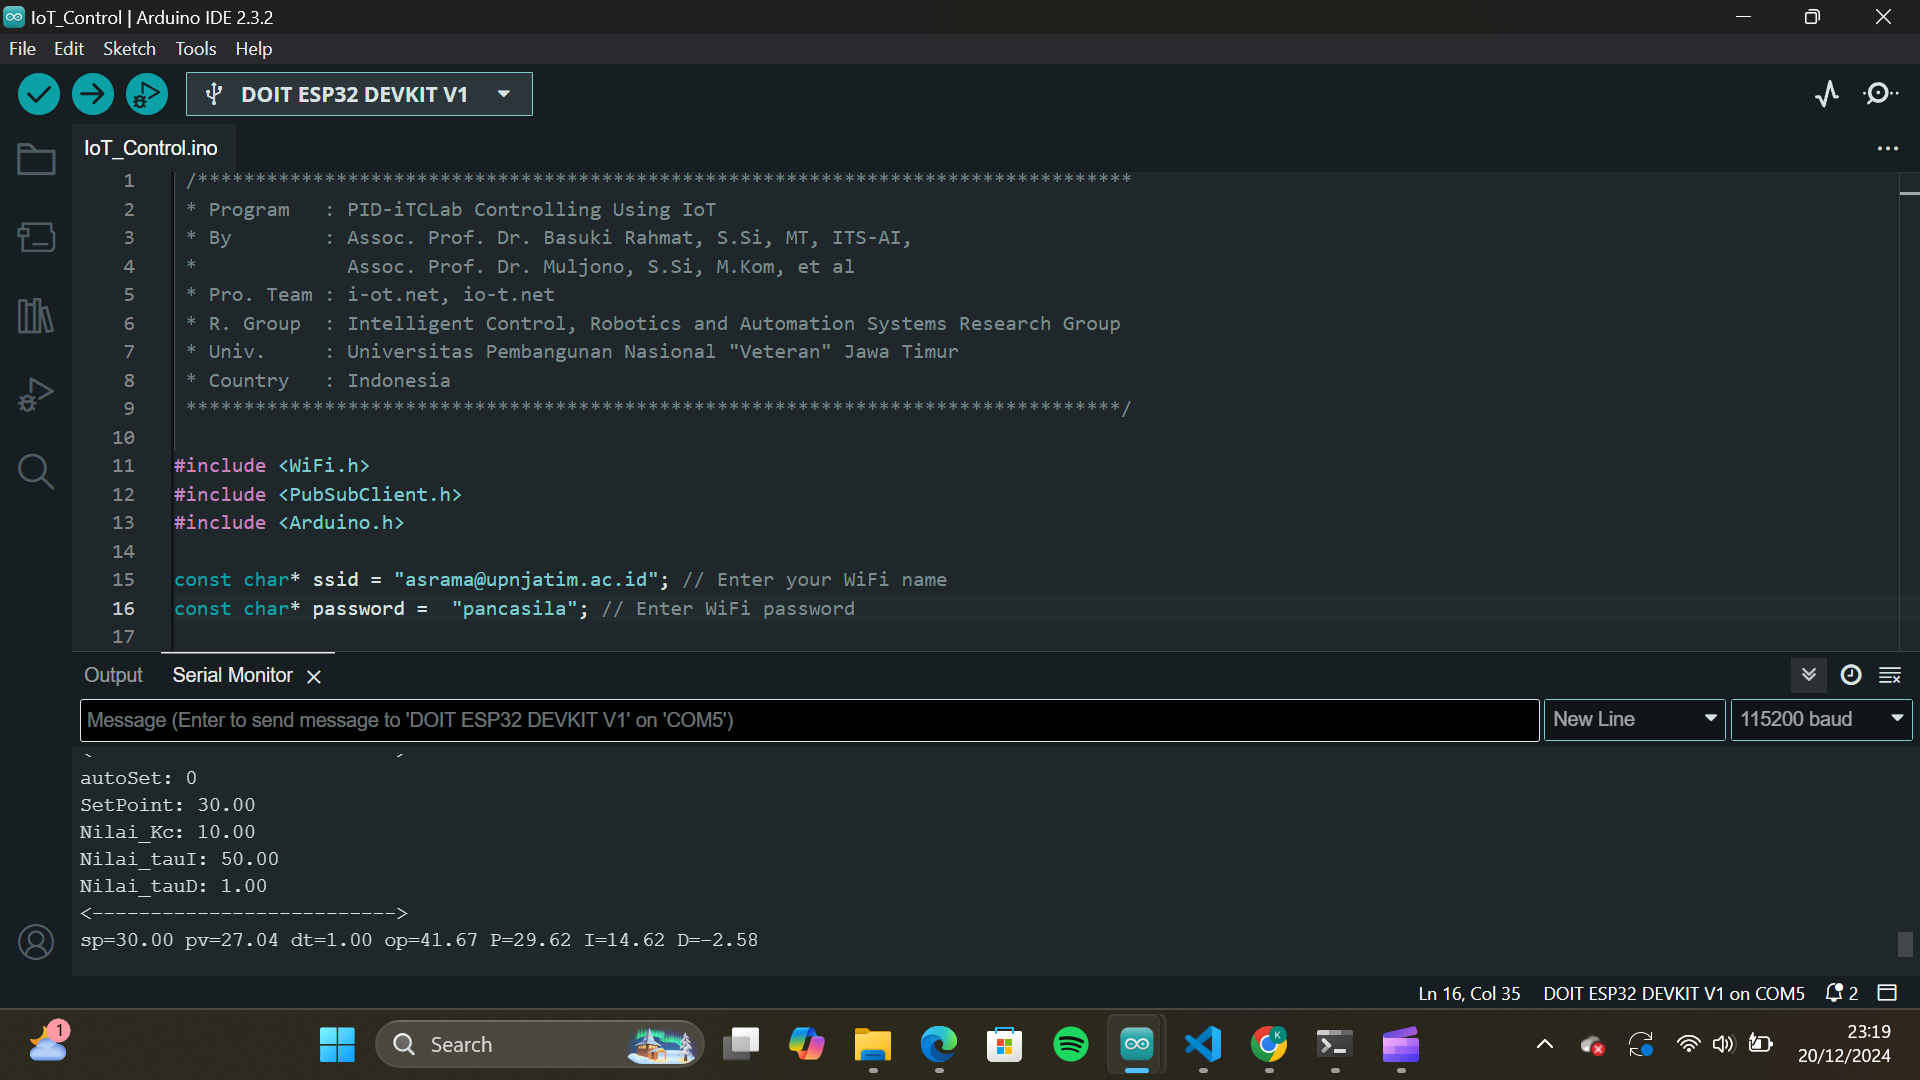 IoT_Control | Arduino IDE 2.3.2
File Edit Sketch Tools Help
DOIT ESP32 DEVKIT V1
IoT_Control.ino
1 /*********************************************************************************
2 * Program : PID-iTCLab Controlling Using IoT
3 * By : Assoc. Prof. Dr. Basuki Rahmat, S.Si, MT, ITS-AI,
4 * Assoc. Prof. Dr. Muljono, S.Si, M.Kom, et al
5 * Pro. Team : i-ot.net, io-t.net
6 * R. Group : Intelligent Control, Robotics and Automation Systems Research Group
7 * Univ. : Universitas Pembangunan Nasional "Veteran" Jawa Timur
8 * Country : Indonesia
9 *********************************************************************************/
10
11 #include <WiFi.h>
12 #include <PubSubClient.h>
13 #include <Arduino.h>
14
15 const char* ssid = "asrama@upnjatim.ac.id"; // Enter your WiFi name
16 const char* password =  "pancasila"; // Enter WiFi password
17
Output Serial Monitor
Message (Enter to send message to 'DOIT ESP32 DEVKIT V1' on 'COM5') New Line 115200 baud
autoSet: 0
SetPoint: 30.00
Nilai_Kc: 10.00
Nilai_tauI: 50.00
Nilai_tauD: 1.00
<-------------------------->
sp=30.00 pv=27.04 dt=1.00 op=41.67 P=29.62 I=14.62 D=-2.58
Ln 16, Col 35 DOIT ESP32 DEVKIT V1 on COM5 2
1
Search
K
23:19
20/12/2024